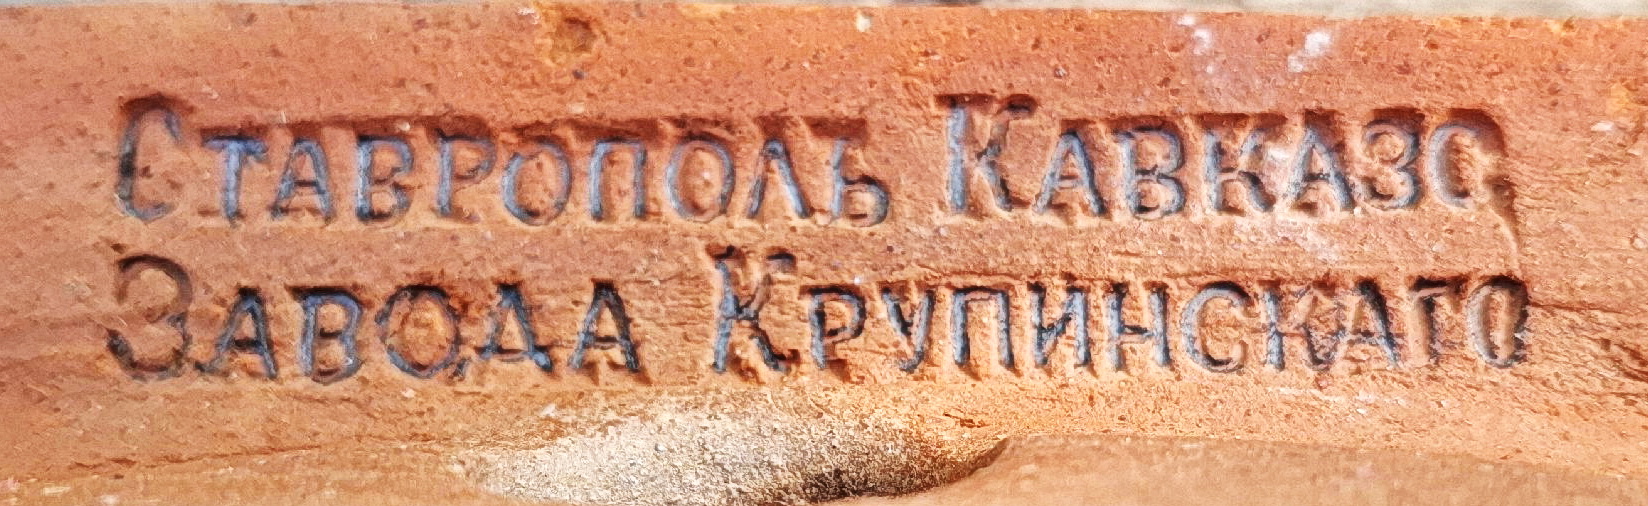 Ставрополь Кавказс
Завода Крупинскаго